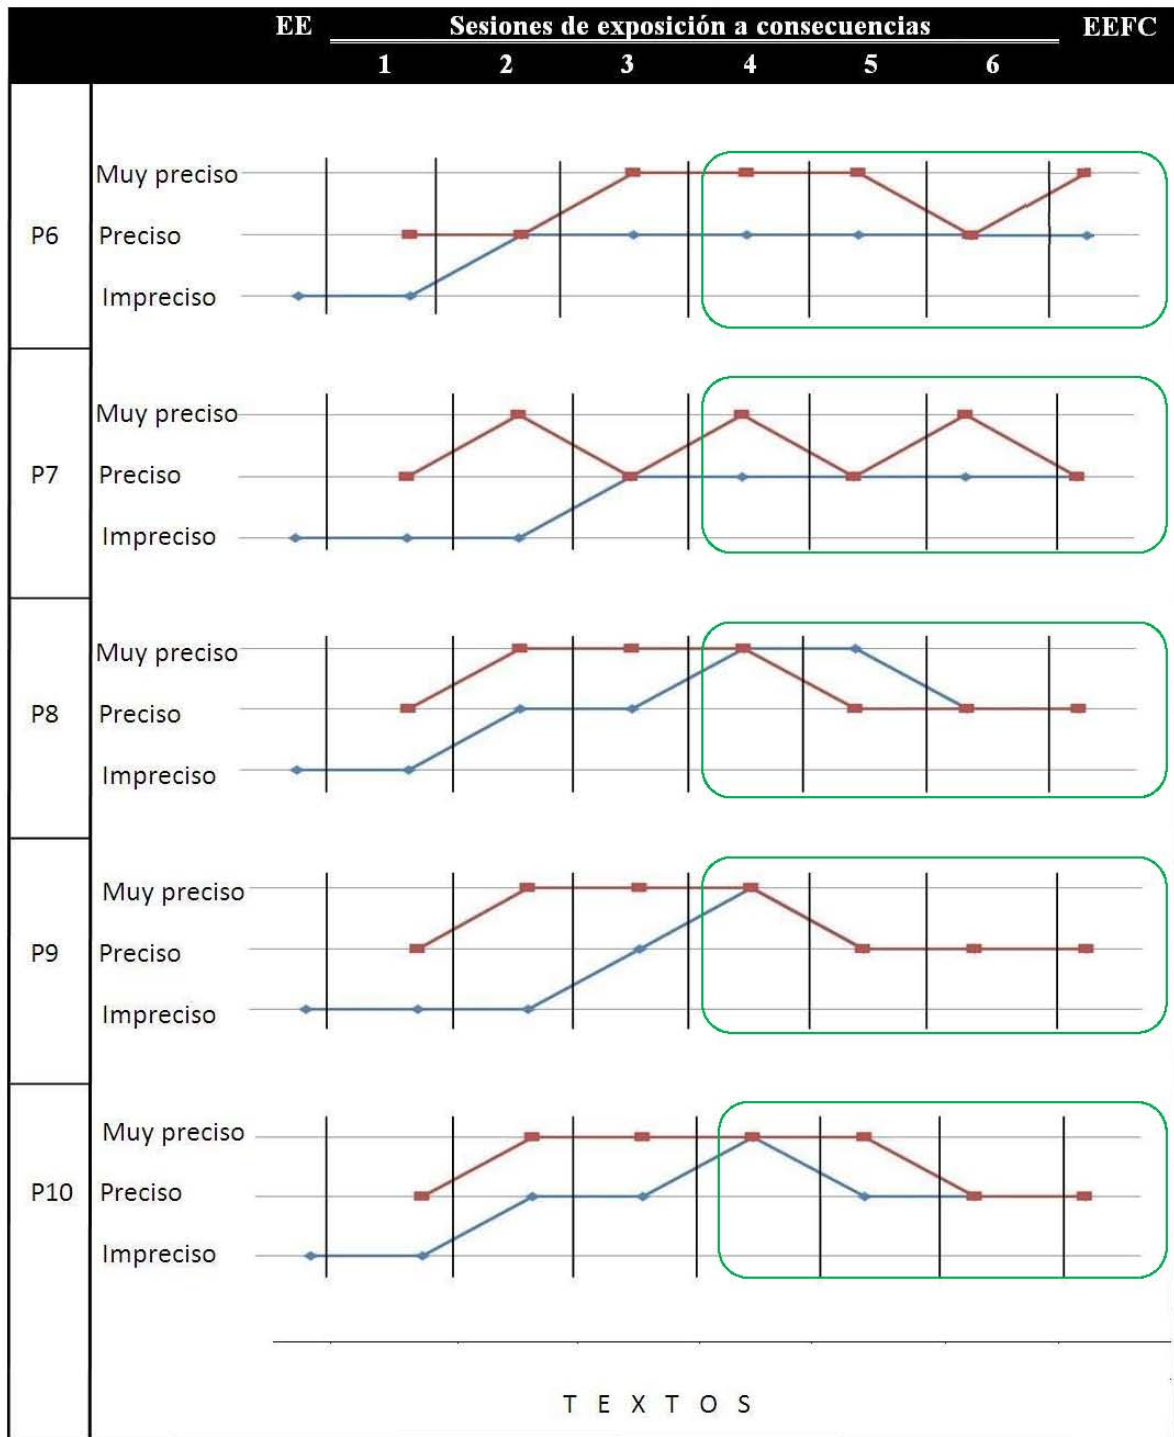 EE Sesiones de exposición a consecuencias EEFC
1 2 3 4 5 6
Muy preciso
P6 Preciso
Impreciso
Muy preciso
P7 Preciso
Impreciso
Muy preciso
P8 Preciso
Impreciso
Muy preciso
P9 Preciso
Impreciso
Muy preciso
P10 Preciso
Impreciso
T E X T O S